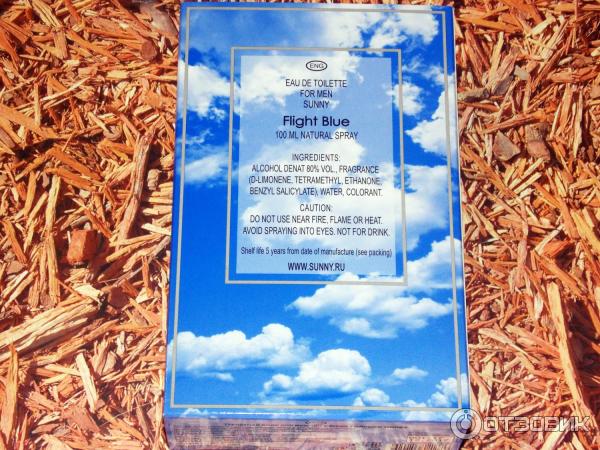 ENG
EAU DE TOILETTE
FOR MEN
SUNNY
Flight Blue
100 ML NATURAL SPRAY
INGREDIENTS:
ALCOHOL DENAT 80% VOL., FRAGRANCE
(D-LIMONENE, TETRAMETHYL, ETHANONE,
BENZYL SALICYLATE), WATER, COLORANT.
CAUTION:
DO NOT USE NEAR FIRE, FLAME OR HEAT.
AVOID SPRAYING INTO EYES. NOT FOR DRINK.
Shelf life 5 years from date of manufacture (see packing)
WWW.SUNNY.RU
ОТЗОВИК